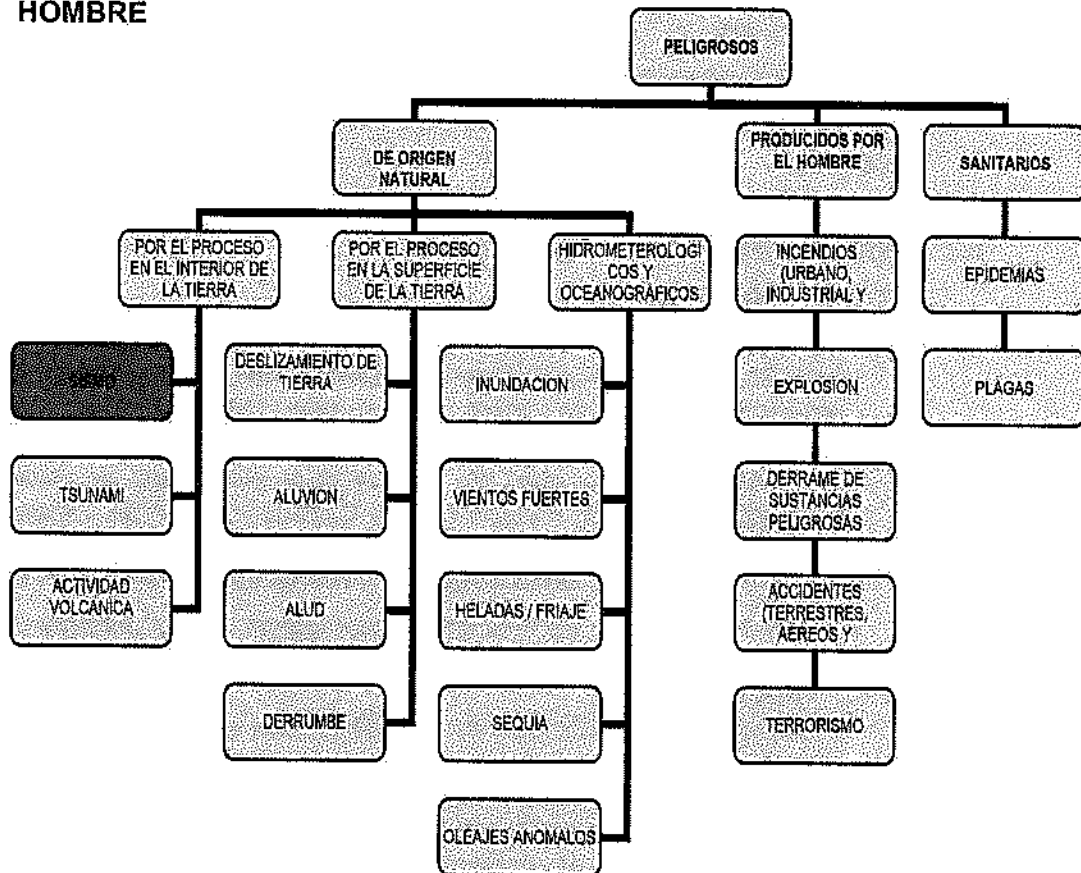 HOMBRE
PELIGROSOS
DE ORIGEN
NATURAL
PRODUCIDOS POR
EL HOMBRE
SANITARIOS
POR EL PROCESO
EN EL INTERIOR DE
LA TIERRA
POR EL PROCESO
EN LA SUPERFICIE
DE LA TIERRA
HIDROMETEROLOGI
COS Y
OCEANOGRÁFICOS
INCENDIOS
(URBANO,
INDUSTRIAL Y
EPIDEMIAS
DESLIZAMIENTO DE
TIERRA
INUNDACION
EXPLOSION
PLAGAS
TSUNAMI
ALUVION
VIENTOS FUERTES
DERRAME DE
SUSTANCIAS
PELIGROSAS
ACTIVIDAD
VOLCÁNICA
ALUD
HELADAS / FRIAJE
ACCIDENTES
(TERRESTRES,
AEREOS Y
DERRUMBE
SEQUIA
TERRORISMO
OLEAJES ANOMALOS